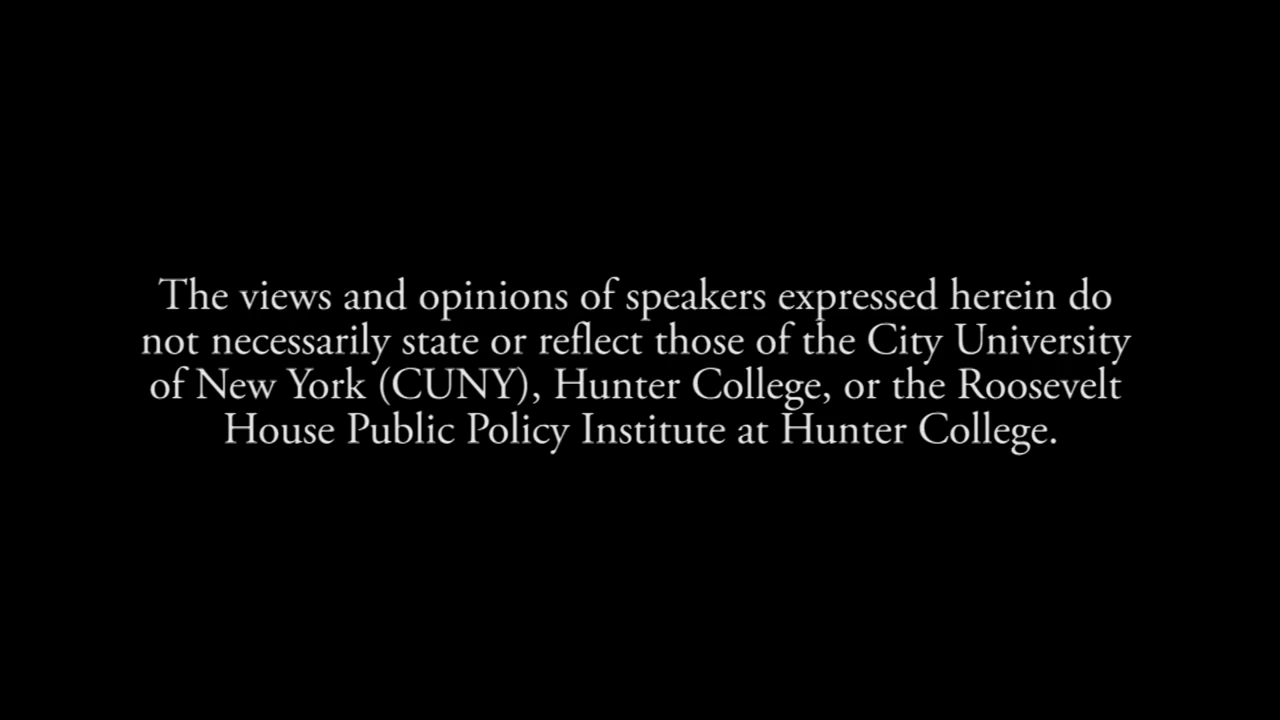 The views and opinions of speakers expressed herein do
not necessarily state or reflect those of the City University
of New York (CUNY), Hunter College, or the Roosevelt
House Public Policy Institute at Hunter College.